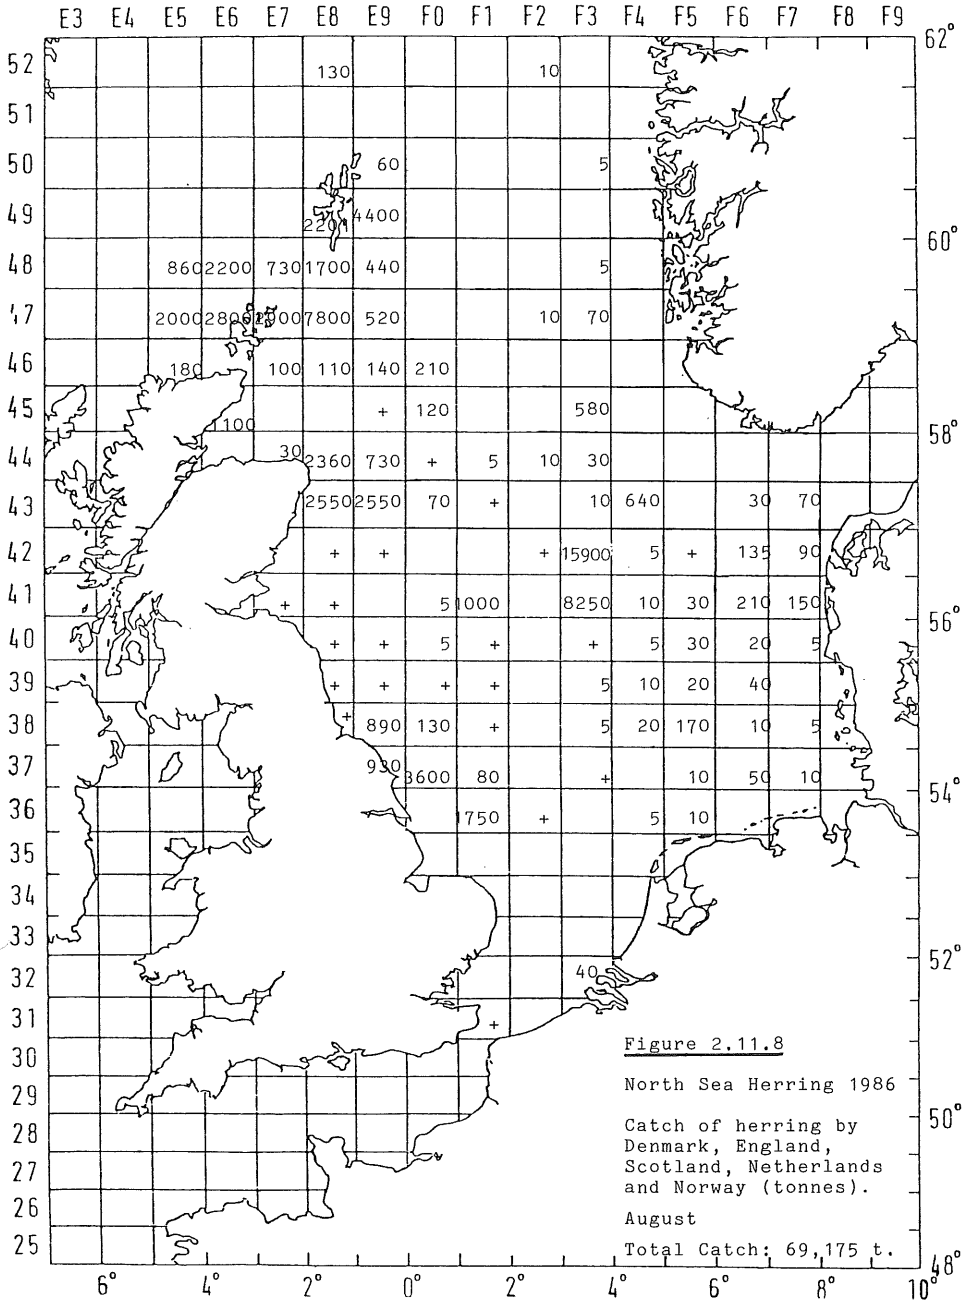 E3 E4 E5 E6 E7 E8 E9 F0 F1 F2 F3 F4 F5 F6 F7 F8 F9
62°
52 130 10
51
50 60 5
49 4400
60°
48 860 2200 730 1700 440 5
47 2000 7800 520 10 70
46 180 100 110 140 210
45 + 120 580
100
58°
44 30 2360 730 + 5 10 30
43 2550 2550 70 + 10 640 30 70
42 + + + 15900 5 + 135 90
41 + + 5 1000 8250 10 30 210 150
56°
40 + + 5 + + 5 30 20 5
39 + + + + 5 10 20 40
38 + 890 130 + 5 20 170 10 5
37 930 3600 80 + 10 50 10
54°
36 1750 + 5 10
35
34
33
52°
32 40
31 +
30
29
50°
28
27
26
25
48°
6° 4° 2° 0° 2° 4° 6° 8° 10°
Figure 2.11.8
North Sea Herring 1986
Catch of herring by
Denmark, England,
Scotland, Netherlands
and Norway (tonnes).
August
Total Catch: 69,175 t.